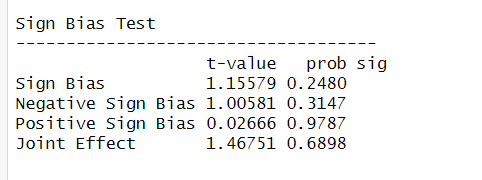 Sign Bias Test
------------------------------------
t-value prob sig
Sign Bias 1.15579 0.2480
Negative Sign Bias 1.00581 0.3147
Positive Sign Bias 0.02666 0.9787
Joint Effect 1.46751 0.6898